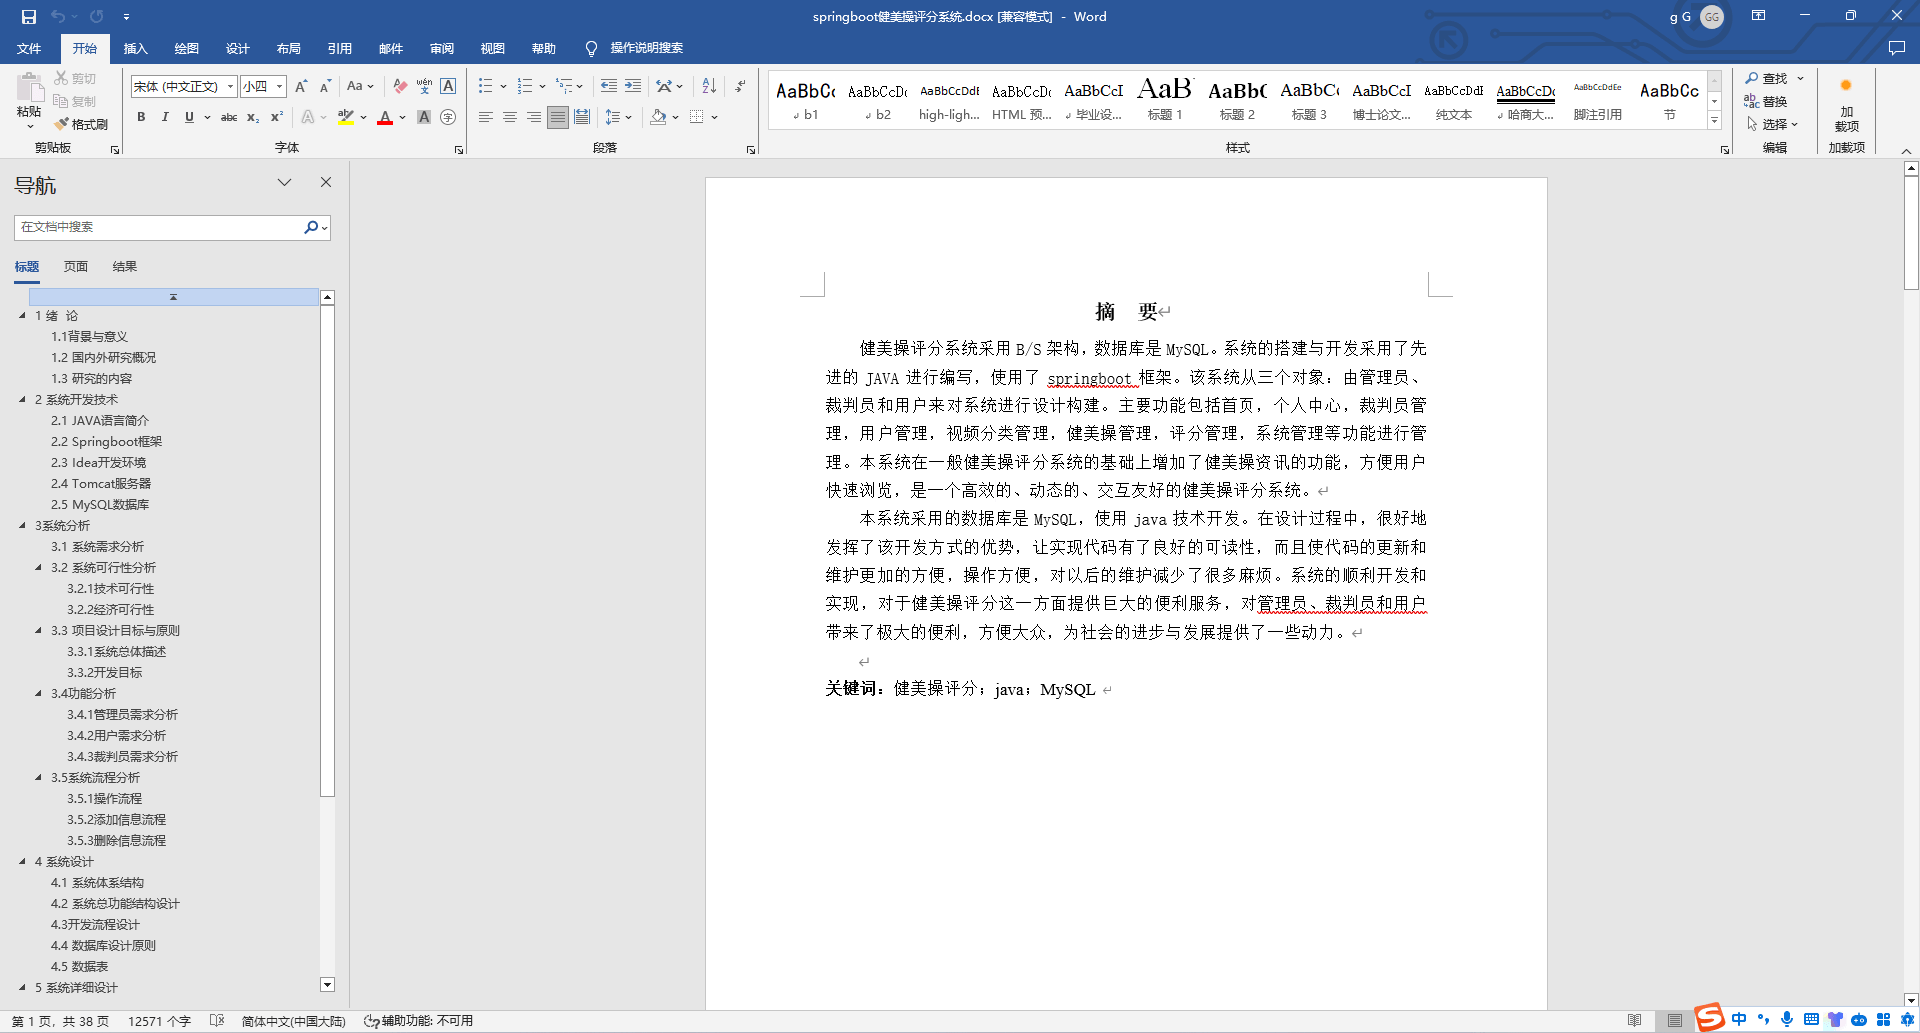 springboot健美操评分系统.docx [兼容模式] - Word
g G
GG
文件 开始 插入 绘图 设计 布局 引用 邮件 审阅 视图 帮助 操作说明搜索
粘贴
剪切
复制
格式刷
剪贴板
宋体 (中文正文) 小四
字体
段落
AaBbCc AaBbCcDc AaBbCcDdE AaBbCcDc AaBbCcI AaB AaBbC AaBbCc AaBbCcI AaBbCcDdE AaBbCcDc AaBbCcDdEe AaBbCc
b1 b2 high-ligh... HTML 预... 毕业设... 标题 1 标题 2 标题 3 博士论文... 纯文本 哈商大... 脚注引用 节
样式
查找
替换
选择
编辑
加
载项
加载项
导航
在文档中搜索
标题 页面 结果
1 绪 论
1.1背景与意义
1.2 国内外研究概况
1.3 研究的内容
2 系统开发技术
2.1 JAVA语言简介
2.2 Springboot框架
2.3 Idea开发环境
2.4 Tomcat服务器
2.5 MySQL数据库
3系统分析
3.1 系统需求分析
3.2 系统可行性分析
3.2.1技术可行性
3.2.2经济可行性
3.3 项目设计目标与原则
3.3.1系统总体描述
3.3.2开发目标
3.4功能分析
3.4.1管理员需求分析
3.4.2用户需求分析
3.4.3裁判员需求分析
3.5系统流程分析
3.5.1操作流程
3.5.2添加信息流程
3.5.3删除信息流程
4 系统设计
4.1 系统体系结构
4.2 系统总功能结构设计
4.3开发流程设计
4.4 数据库设计原则
4.5 数据表
5 系统详细设计
摘 要
健美操评分系统采用 B/S 架构，数据库是 MySQL。系统的搭建与开发采用了先
进的 JAVA 进行编写，使用了 springboot 框架。该系统从三个对象：由管理员、
裁判员和用户来对系统进行设计构建。主要功能包括首页，个人中心，裁判员管
理，用户管理，视频分类管理，健美操管理，评分管理，系统管理等功能进行管
理。本系统在一般健美操评分系统的基础上增加了健美操资讯的功能，方便用户
快速浏览，是一个高效的、动态的、交互友好的健美操评分系统。
本系统采用的数据库是 MySQL，使用 java 技术开发。在设计过程中，很好地
发挥了该开发方式的优势，让实现代码有了良好的可读性，而且使代码的更新和
维护更加的方便，操作方便，对以后的维护减少了很多麻烦。系统的顺利开发和
实现，对于健美操评分这一方面提供巨大的便利服务，对管理员、裁判员和用户
带来了极大的便利，方便大众，为社会的进步与发展提供了一些动力。
关键词：健美操评分；java；MySQL
第 1 页，共 38 页 12571 个字 简体中文(中国大陆) 辅助功能: 不可用
中